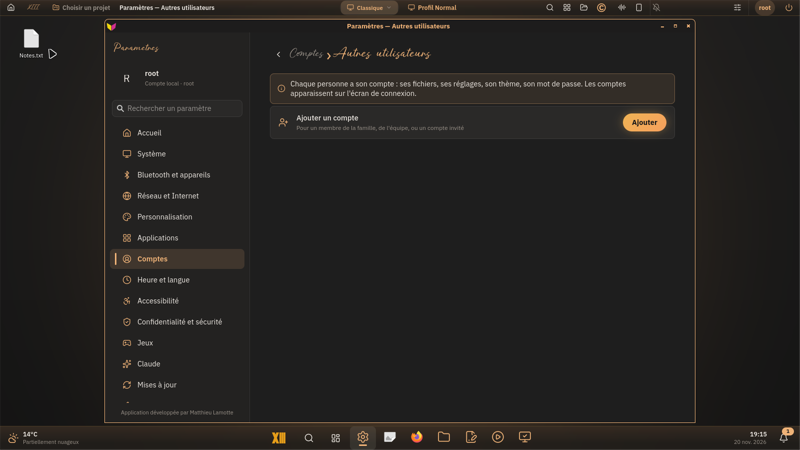 Choisir un projet
Paramètres — Autres utilisateurs
Classique
Profil Normal
root
Paramètres — Autres utilisateurs
Notes.txt
Paramètres
R
root
Compte local · root
Rechercher un paramètre
Accueil
Système
Bluetooth et appareils
Réseau et Internet
Personnalisation
Applications
Comptes
Heure et langue
Accessibilité
Confidentialité et sécurité
Jeux
Claude
Mises à jour
Application développée par Matthieu Lamotte
Comptes › Autres utilisateurs
Chaque personne a son compte : ses fichiers, ses réglages, son thème, son mot de passe. Les comptes
apparaissent sur l'écran de connexion.
Ajouter un compte
Pour un membre de la famille, de l'équipe, ou un compte invité
Ajouter
14°C
Partiellement nuageux
XIII
19:15
20 nov. 2026
1